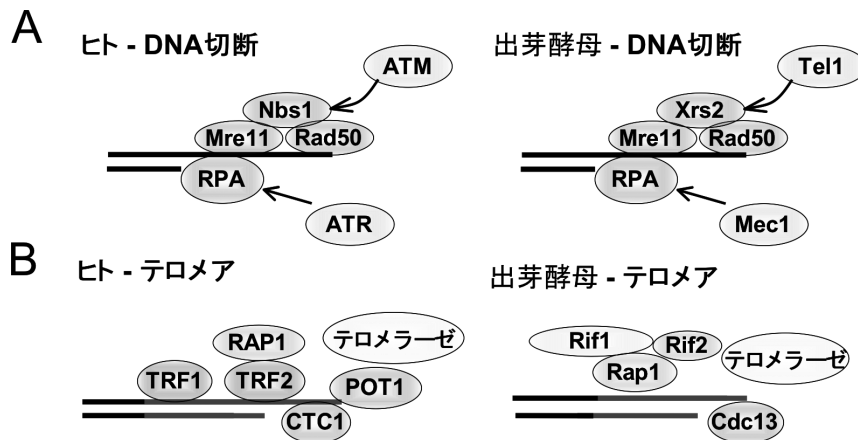 A
ヒト - DNA切断
ATM
Nbs1
Mre11
Rad50
RPA
ATR
出芽酵母 - DNA切断
Tel1
Xrs2
Mre11
Rad50
RPA
Mec1
B
ヒト - テロメア
RAP1
テロメラーゼ
TRF1
TRF2
POT1
CTC1
出芽酵母 - テロメア
Rif1
Rif2
テロメラーゼ
Rap1
Cdc13